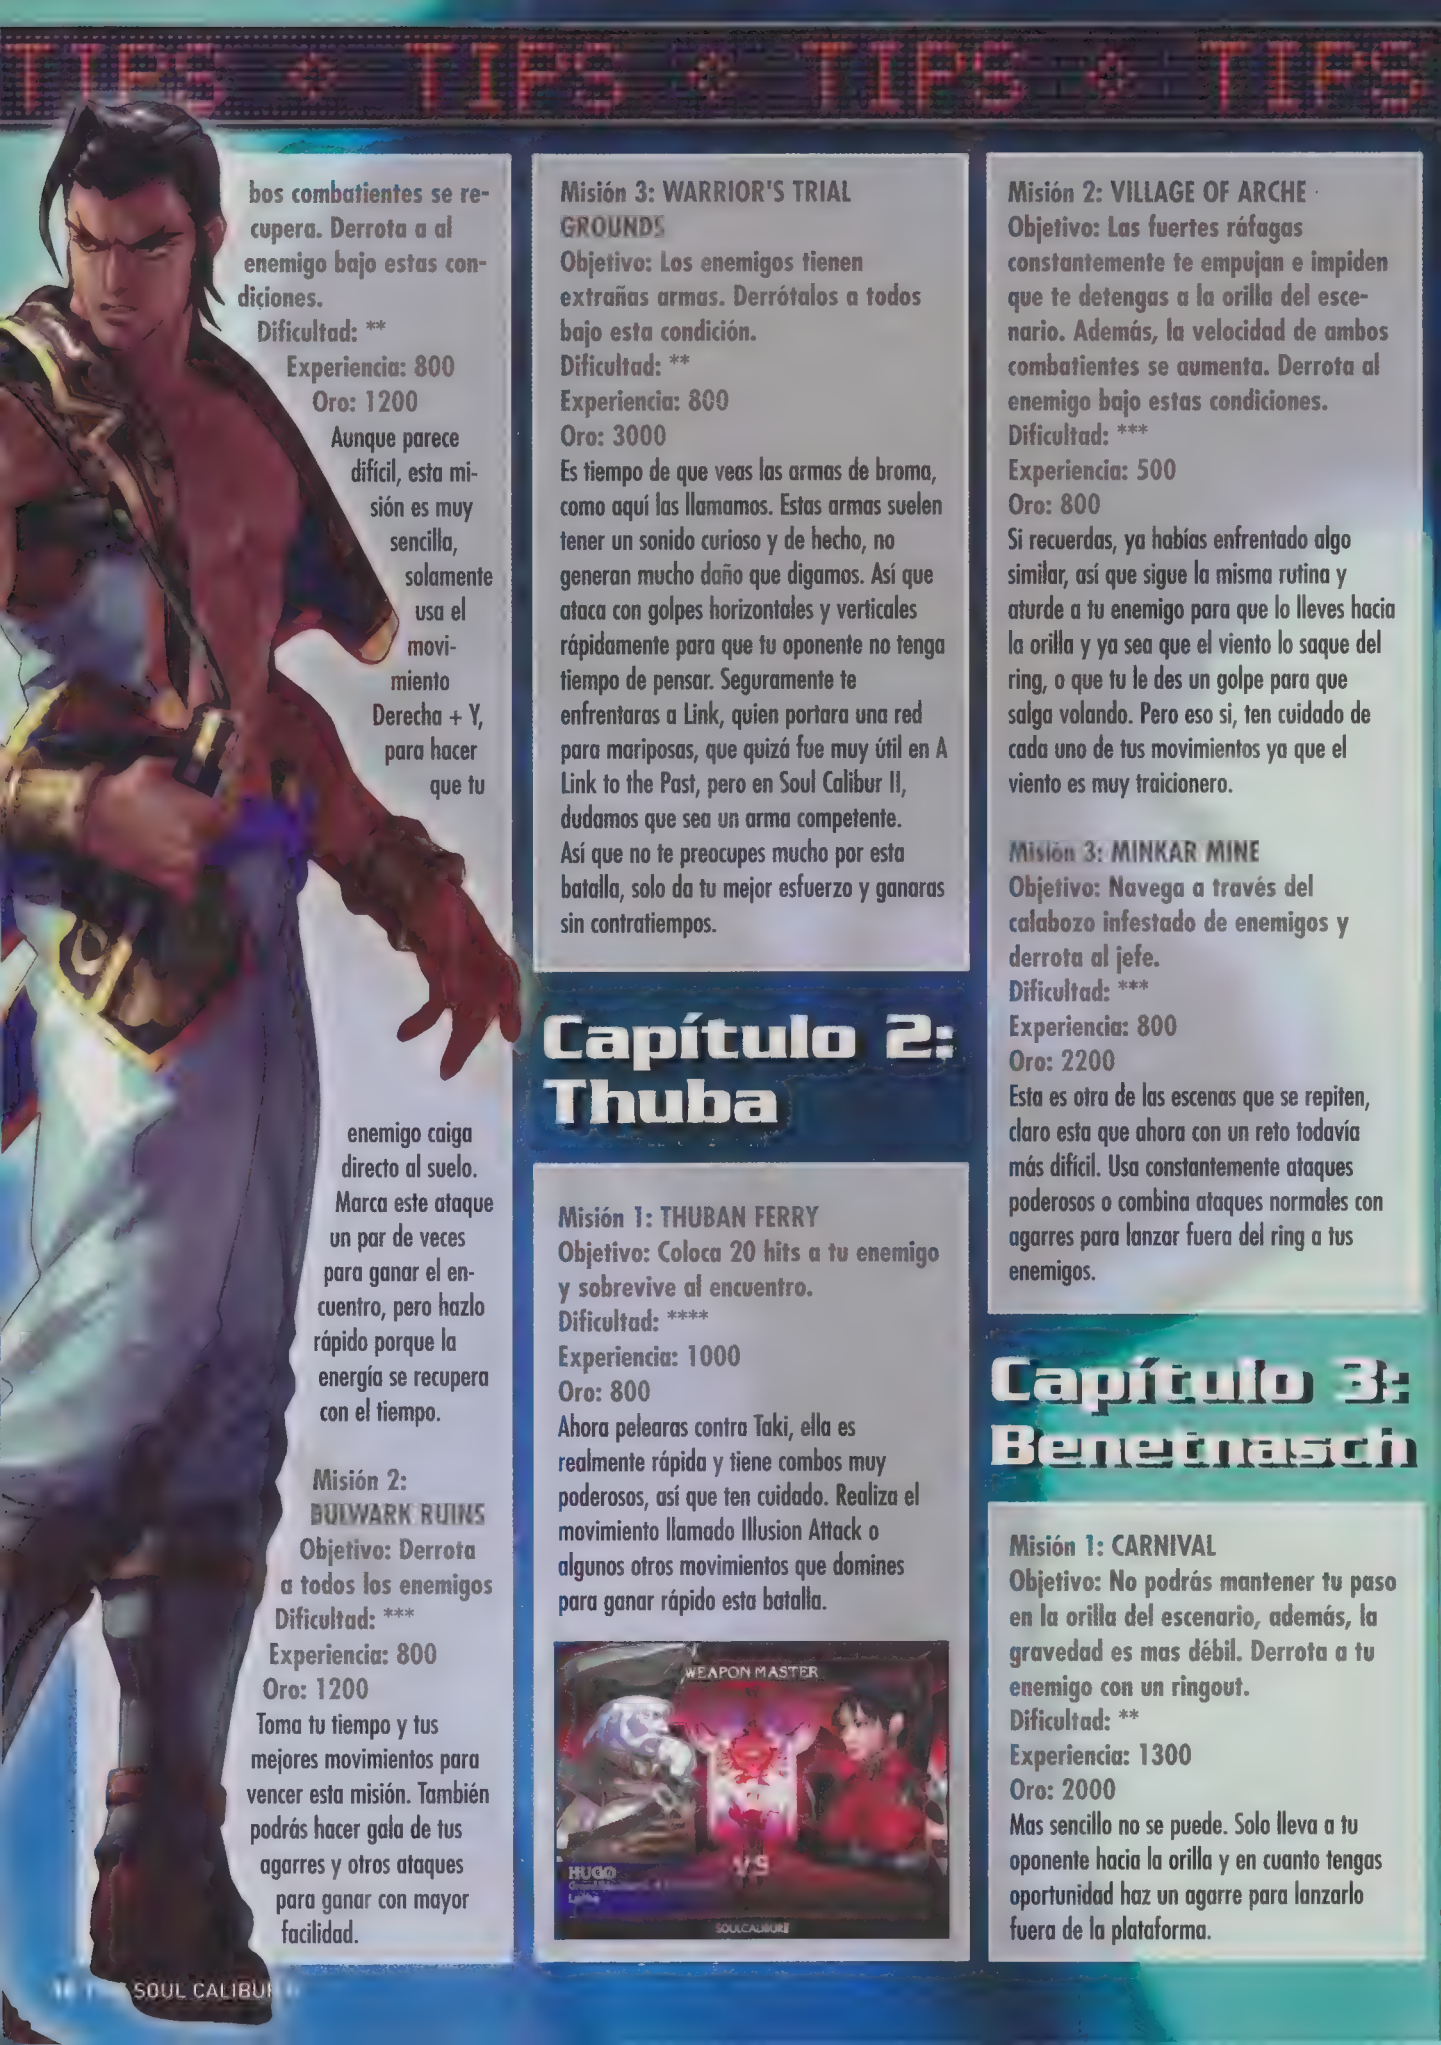 TIPS TIPS TIPS TIPS
bos combatientes se re-
cupera. Derrota a al
enemigo bajo estas con-
diciones.
Dificultad: **
Experiencia: 800
Oro: 1200
Aunque parece
difícil, esta mi-
sión es muy
sencilla,
solamente
usa el
movi-
miento
Derecha + Y,
para hacer
que tu
enemigo caiga
directo al suelo.
Marca este ataque
un par de veces
para ganar el en-
cuentro, pero hazlo
rápido porque la
energía se recupera
con el tiempo.
Misión 2:
BULWARK RUINS
Objetivo: Derrota
a todos los enemigos
Dificultad: ***
Experiencia: 800
Oro: 1200
Toma tu tiempo y tus
mejores movimientos para
vencer esta misión. También
podrás hacer gala de tus
agarres y otros ataques
para ganar con mayor
facilidad.
Misión 3: WARRIOR'S TRIAL
GROUNDS
Objetivo: Los enemigos tienen
extrañas armas. Derrótalos a todos
bajo esta condición.
Dificultad: **
Experiencia: 800
Oro: 3000
Es tiempo de que veas las armas de broma,
como aquí las llamamos. Estas armas suelen
tener un sonido curioso y de hecho, no
generan mucho daño que digamos. Así que
ataca con golpes horizontales y verticales
rápidamente para que tu oponente no tenga
tiempo de pensar. Seguramente te
enfrentaras a Link, quien portara una red
para mariposas, que quizá fue muy útil en A
Link to the Past, pero en Soul Calibur II,
dudamos que sea un arma competente.
Así que no te preocupes mucho por esta
batalla, solo da tu mejor esfuerzo y ganaras
sin contratiempos.
Capítulo 2:
Thuba
Misión 1: THUBAN FERRY
Objetivo: Coloca 20 hits a tu enemigo
y sobrevive al encuentro.
Dificultad: ****
Experiencia: 1000
Oro: 800
Ahora pelearas contra Taki, ella es
realmente rápida y tiene combos muy
poderosos, así que ten cuidado. Realiza el
movimiento llamado Illusion Attack o
algunos otros movimientos que domines
para ganar rápido esta batalla.
WEAPON MASTER
VS
HUGO
SOULCALIBUR II
Misión 2: VILLAGE OF ARCHE
Objetivo: Las fuertes ráfagas
constantemente te empujan e impiden
que te detengas a la orilla del esce-
nario. Además, la velocidad de ambos
combatientes se aumenta. Derrota al
enemigo bajo estas condiciones.
Dificultad: ***
Experiencia: 500
Oro: 800
Si recuerdas, ya habías enfrentado algo
similar, así que sigue la misma rutina y
aturde a tu enemigo para que lo lleves hacia
la orilla y ya sea que el viento lo saque del
ring, o que tu le des un golpe para que
salga volando. Pero eso si, ten cuidado de
cada uno de tus movimientos ya que el
viento es muy traicionero.
Misión 3: MINKAR MINE
Objetivo: Navega a través del
calabozo infestado de enemigos y
derrota al jefe.
Dificultad: ***
Experiencia: 800
Oro: 2200
Esta es otra de las escenas que se repiten,
claro esta que ahora con un reto todavía
más difícil. Usa constantemente ataques
poderosos o combina ataques normales con
agarres para lanzar fuera del ring a tus
enemigos.
Capítulo 3:
Benetnasch
Misión 1: CARNIVAL
Objetivo: No podrás mantener tu paso
en la orilla del escenario, además, la
gravedad es mas débil. Derrota a tu
enemigo con un ringout.
Dificultad: **
Experiencia: 1300
Oro: 2000
Mas sencillo no se puede. Solo lleva a tu
oponente hacia la orilla y en cuanto tengas
oportunidad haz un agarre para lanzarlo
fuera de la plataforma.
SOUL CALIBUR